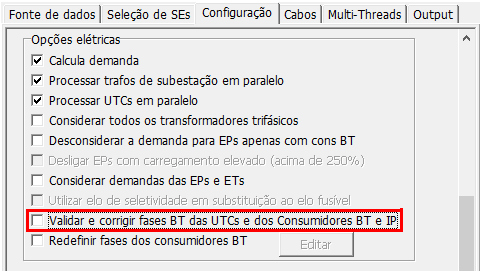 Fonte de dados Seleção de SEs Configuração Cabos Multi-Threads Output
Opções elétricas
Calcula demanda
Processar trafos de subestação em paralelo
Processar UTCs em paralelo
Considerar todos os transformadores trifásicos
Desconsiderar a demanda para EPs apenas com cons BT
Desligar EPs com carregamento elevado (acima de 250%)
Considerar demandas das EPs e ETs
Utilizar elo de seletividade em substituição ao elo fusível
Validar e corrigir fases BT das UTCs e dos Consumidores BT e IP
Redefinir fases dos consumidores BT Editar